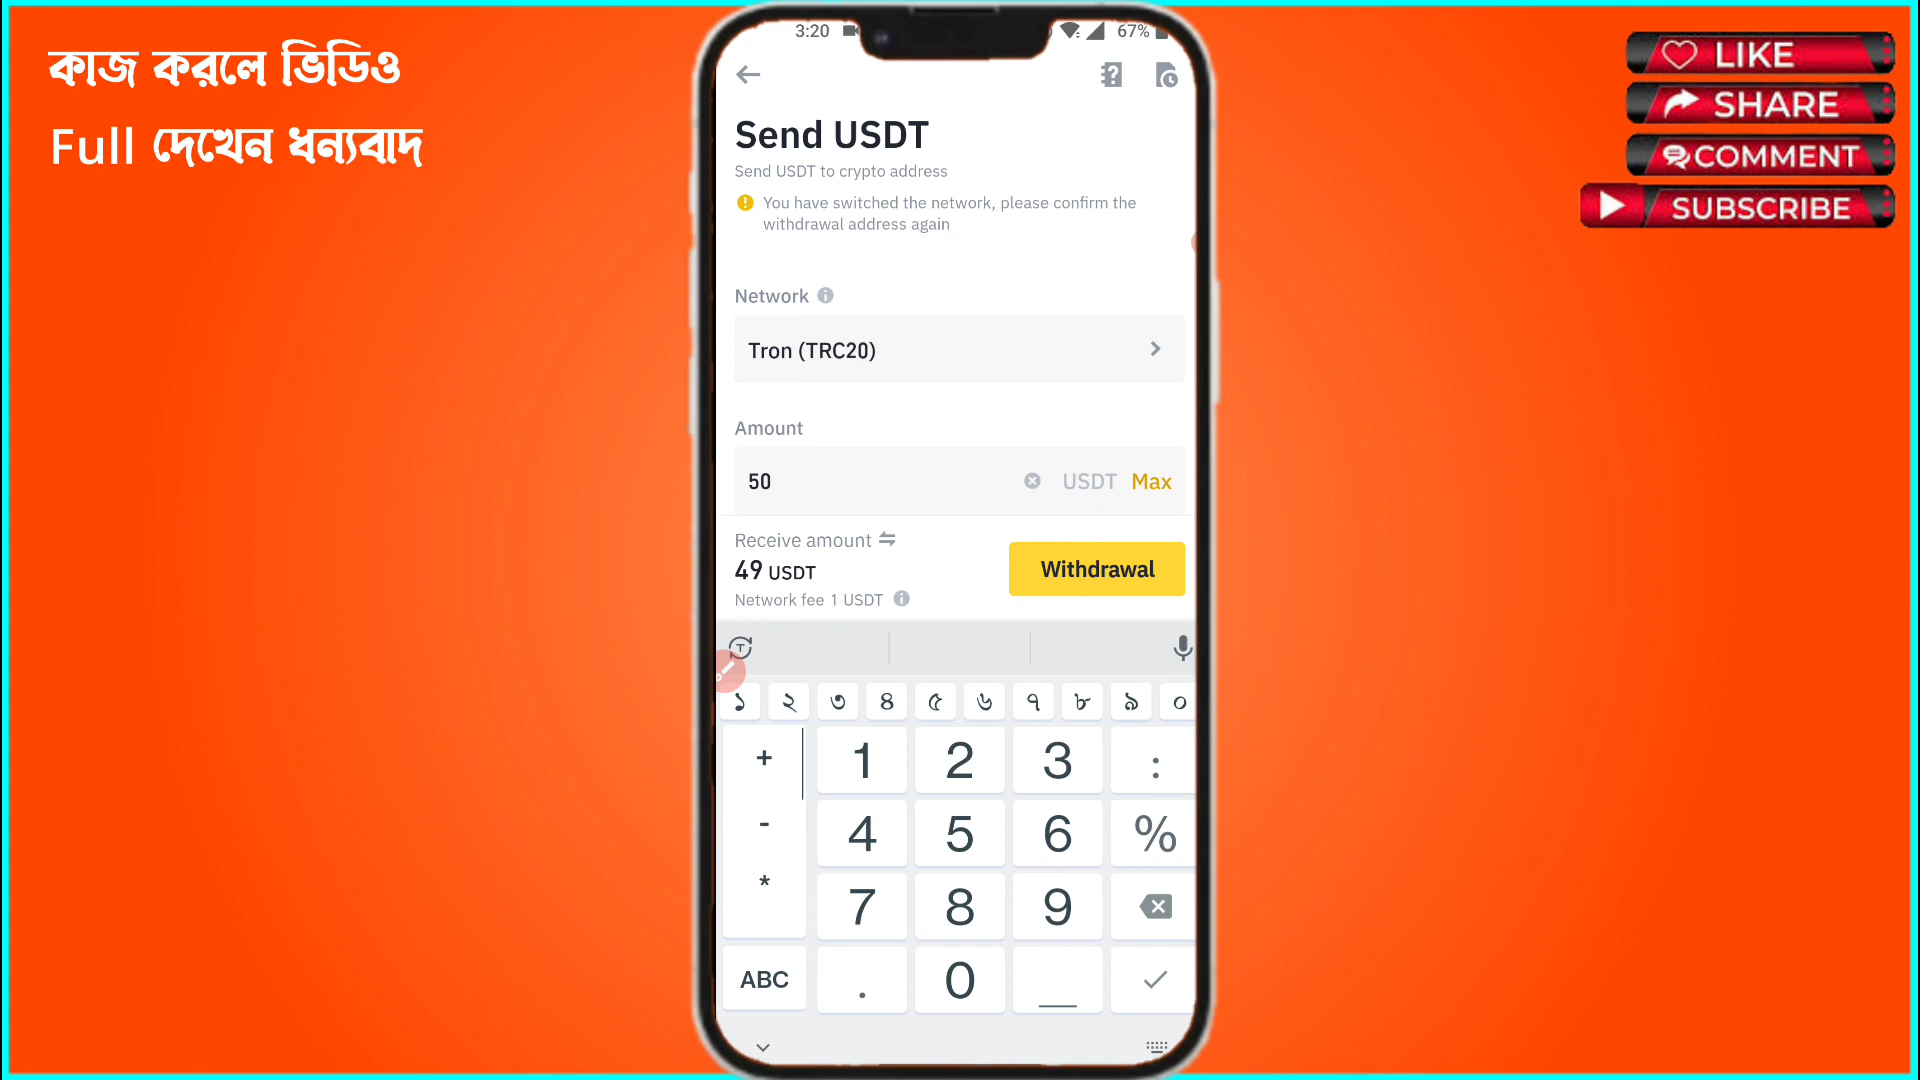 কাজ করলে ভিডিও
Full দেখেন ধন্যবাদ
LIKE
SHARE
COMMENT
SUBSCRIBE
3:20
67%
Send USDT
Send USDT to crypto address
You have switched the network, please confirm the
withdrawal address again
Network
Tron (TRC20)
Amount
50 USDT Max
Receive amount
49 USDT
Network fee 1 USDT
Withdrawal
১ ২ ৩ ৪ ৫ ৬ ৭ ৮ ৯ ০
+ 1 2 3 :
- 4 5 6 %
* 7 8 9
ABC . 0 _